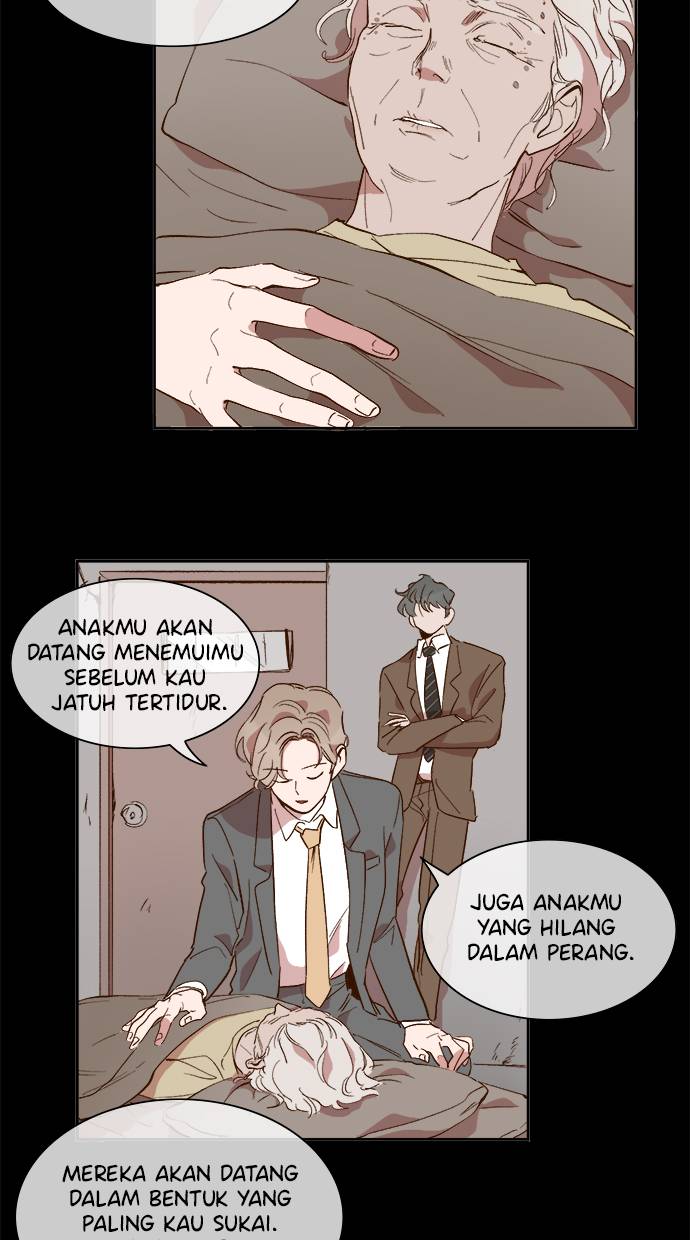 ANAKMU AKAN
DATANG MENEMUIMU
SEBELUM KAU
JATUH TERTIDUR.
JUGA ANAKMU
YANG HILANG
DALAM PERANG.
MEREKA AKAN DATANG
DALAM BENTUK YANG
PALING KAU SUKAI.